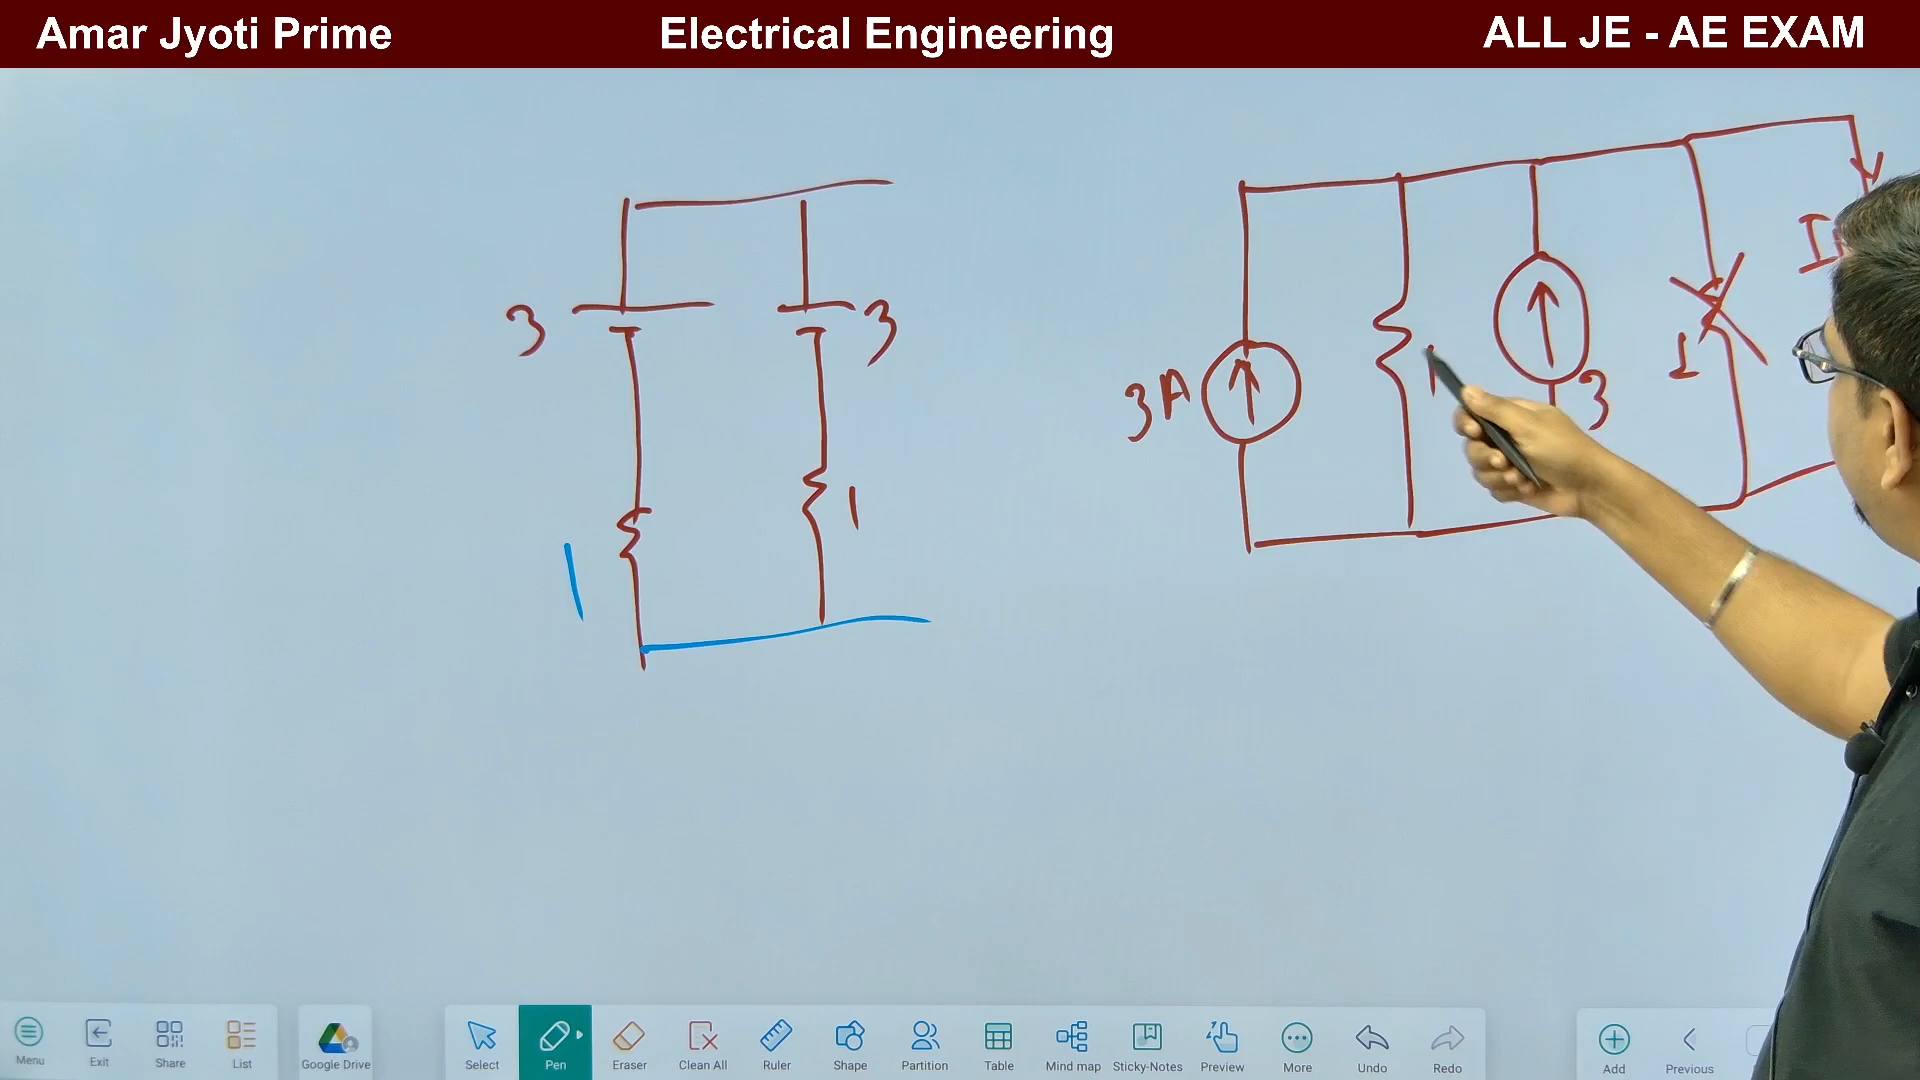 Amar Jyoti Prime
Electrical Engineering
ALL JE - AE EXAM
3
3
1
1
3A
1
3
1
I
Menu
Exit
Share
List
Google Drive
Select
Pen
Eraser
Clean All
Ruler
Shape
Partition
Table
Mind map
Sticky-Notes
Preview
More
Undo
Redo
Add
Previous